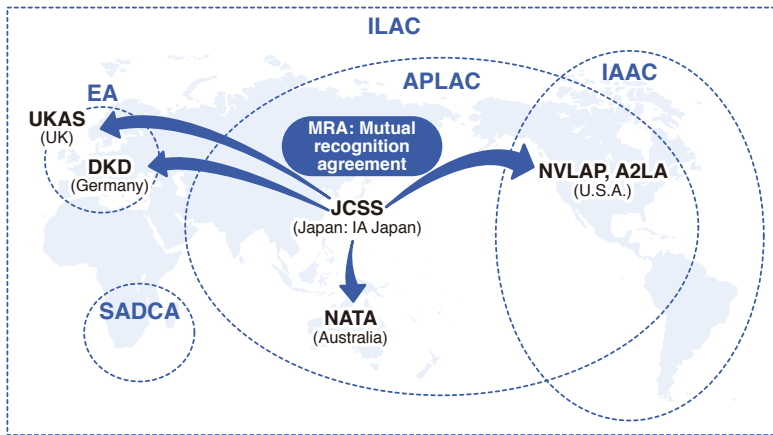 ILAC
APLAC
IAAC
EA
UKAS
(UK)
DKD
(Germany)
MRA: Mutual
recognition
agreement
NVLAP, A2LA
(U.S.A.)
JCSS
(Japan: IA Japan)
SADCA
NATA
(Australia)